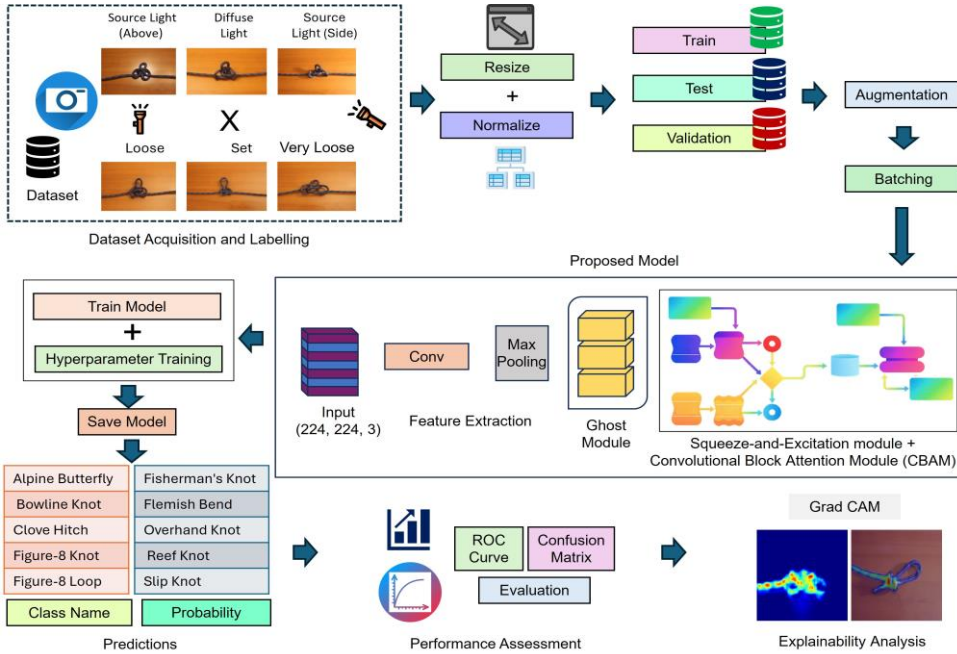 Source Light
(Above)
Diffuse
Light
Source
Light (Side)
X
Loose
Set
Very Loose
Dataset
Dataset Acquisition and Labelling
Resize
+
Normalize
Train
Test
Validation
Augmentation
Batching
Proposed Model
Input
(224, 224, 3)
Conv
Max
Pooling
Feature Extraction
Ghost
Module
Squeeze-and-Excitation module +
Convolutional Block Attention Module (CBAM)
Train Model
+
Hyperparameter Training
Save Model
Alpine Butterfly
Fisherman's Knot
Bowline Knot
Flemish Bend
Clove Hitch
Overhand Knot
Figure-8 Knot
Reef Knot
Figure-8 Loop
Slip Knot
Class Name
Probability
Predictions
ROC
Curve
Confusion
Matrix
Evaluation
Performance Assessment
Grad CAM
Explainability Analysis